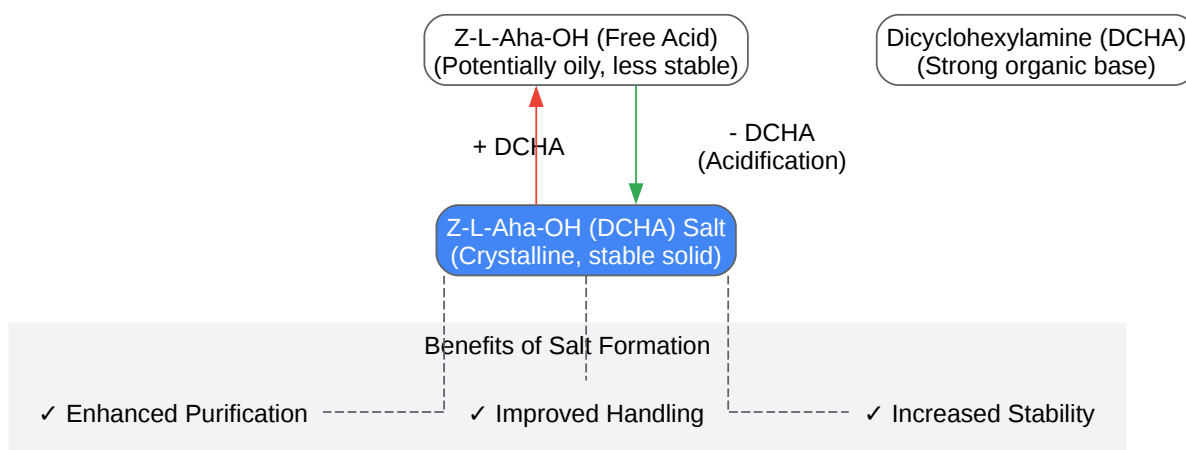 Z-L-Aha-OH (Free Acid)
(Potentially oily, less stable)
Dicyclohexylamine (DCHA)
(Strong organic base)
+ DCHA
- DCHA
(Acidification)
Z-L-Aha-OH (DCHA) Salt
(Crystalline, stable solid)
Benefits of Salt Formation
✓ Enhanced Purification
✓ Improved Handling
✓ Increased Stability